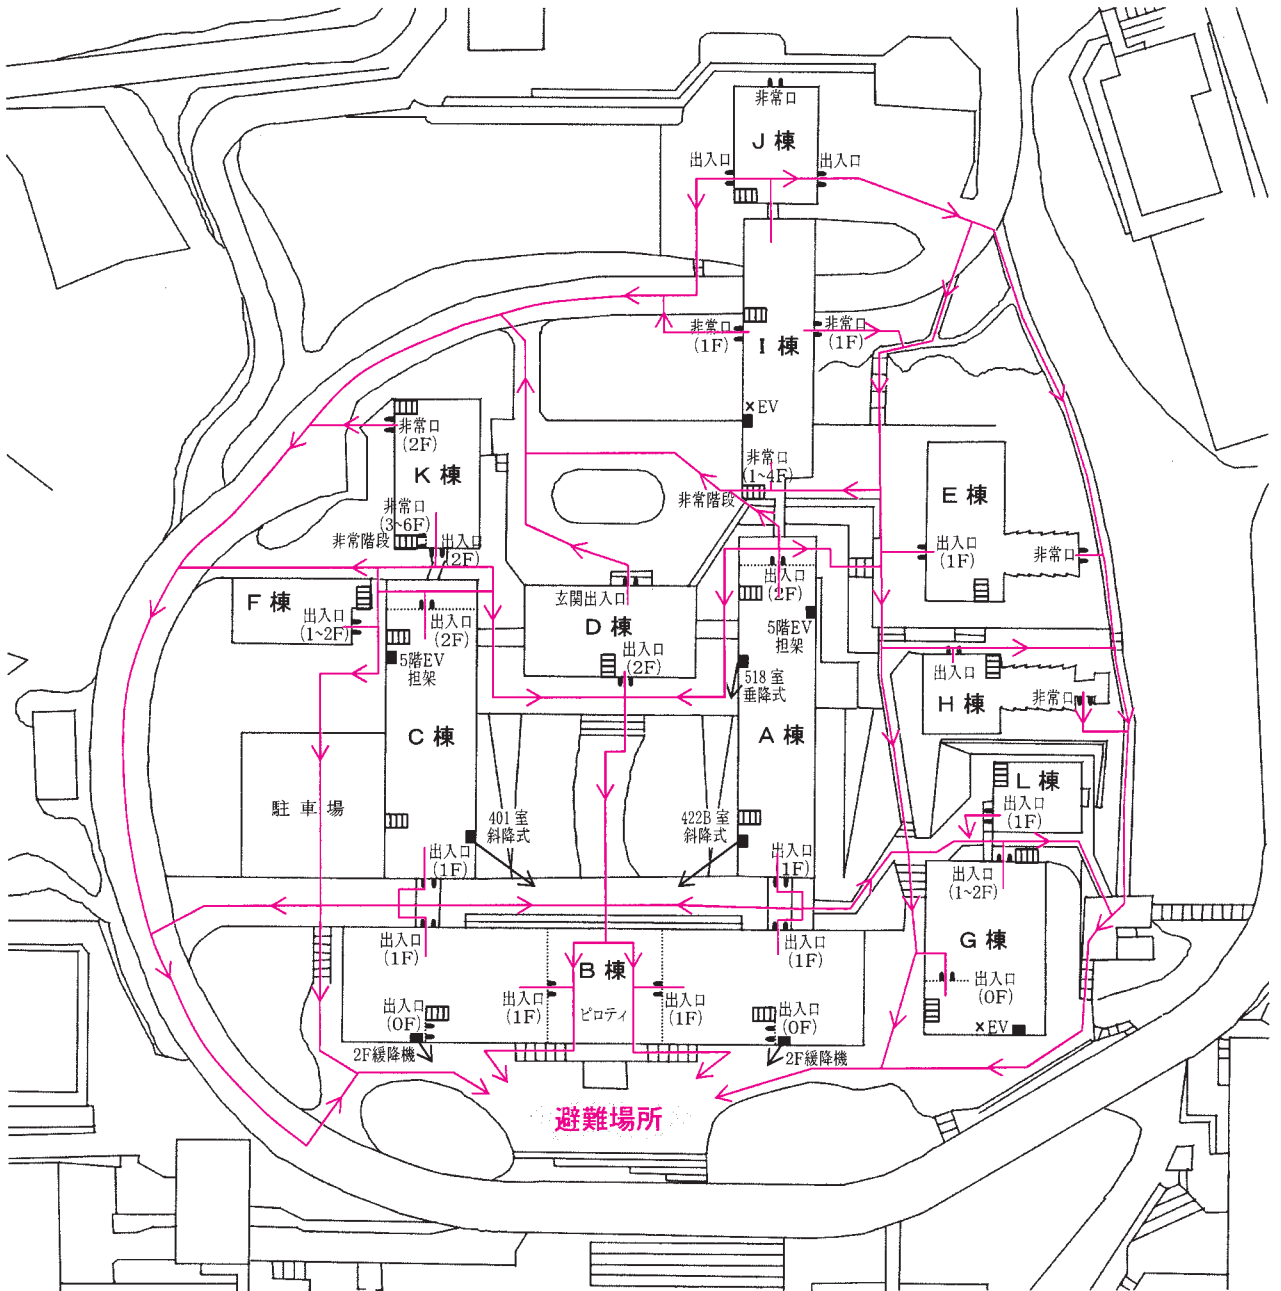 非常口
J 棟
出入口
出入口
非常口
(1F)
非常口
(1F)
I 棟
×EV
非常口
(2F)
K 棟
非常口
(1~4F)
非常階段
E 棟
非常口
(3~6F)
非常階段
出入口
(2F)
出入口
(1F)
非常口
F 棟
出入口
(1~2F)
出入口
(2F)
5階EV
担架
玄関出入口
D 棟
出入口
(2F)
出入口
(2F)
5階EV
担架
518 室
垂降式
出入口
H 棟
非常口
C 棟
A 棟
L 棟
出入口
(1F)
駐 車 場
401 室
斜降式
422B 室
斜降式
出入口
(1F)
出入口
(1F)
出入口
(1~2F)
出入口
(1F)
出入口
(1F)
G 棟
B 棟
出入口
(1F)
ピロティ
出入口
(1F)
出入口
(0F)
出入口
(0F)
出入口
(0F)
×EV
2F緩降機
2F緩降機
避難場所